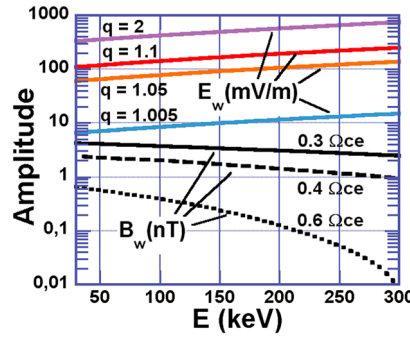 1000
100
10
1
0,1
0,01
Amplitude
q = 2
q = 1.1
q = 1.05
q = 1.005
E_w(mV/m)
0.3 Ωce
0.4 Ωce
0.6 Ωce
B_w(nT)
50 100 150 200 250 300
E (keV)